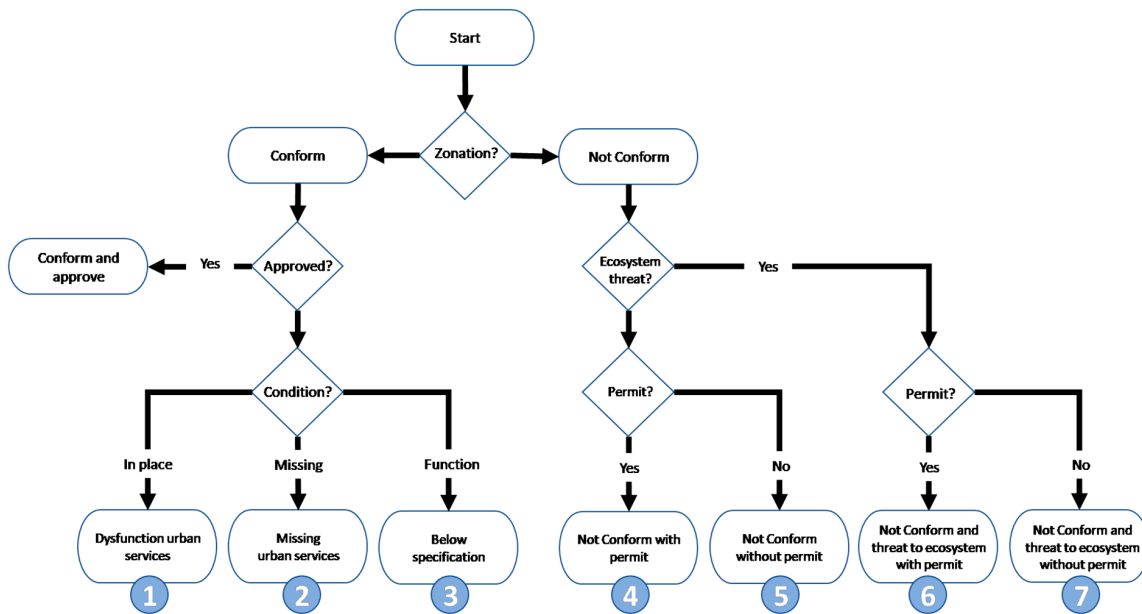 Start
Zonation?
Conform
Not Conform
Conform and
approve
Yes
Approved?
Ecosystem
threat?
Yes
Condition?
Permit?
Permit?
In place
Missing
Function
Yes
No
Yes
No
Dysfunction urban
services
Missing
urban services
Below
specification
Not Conform with
permit
Not Conform
without permit
Not Conform and
threat to ecosystem
with permit
Not Conform and
threat to ecosystem
without permit
1
2
3
4
5
6
7